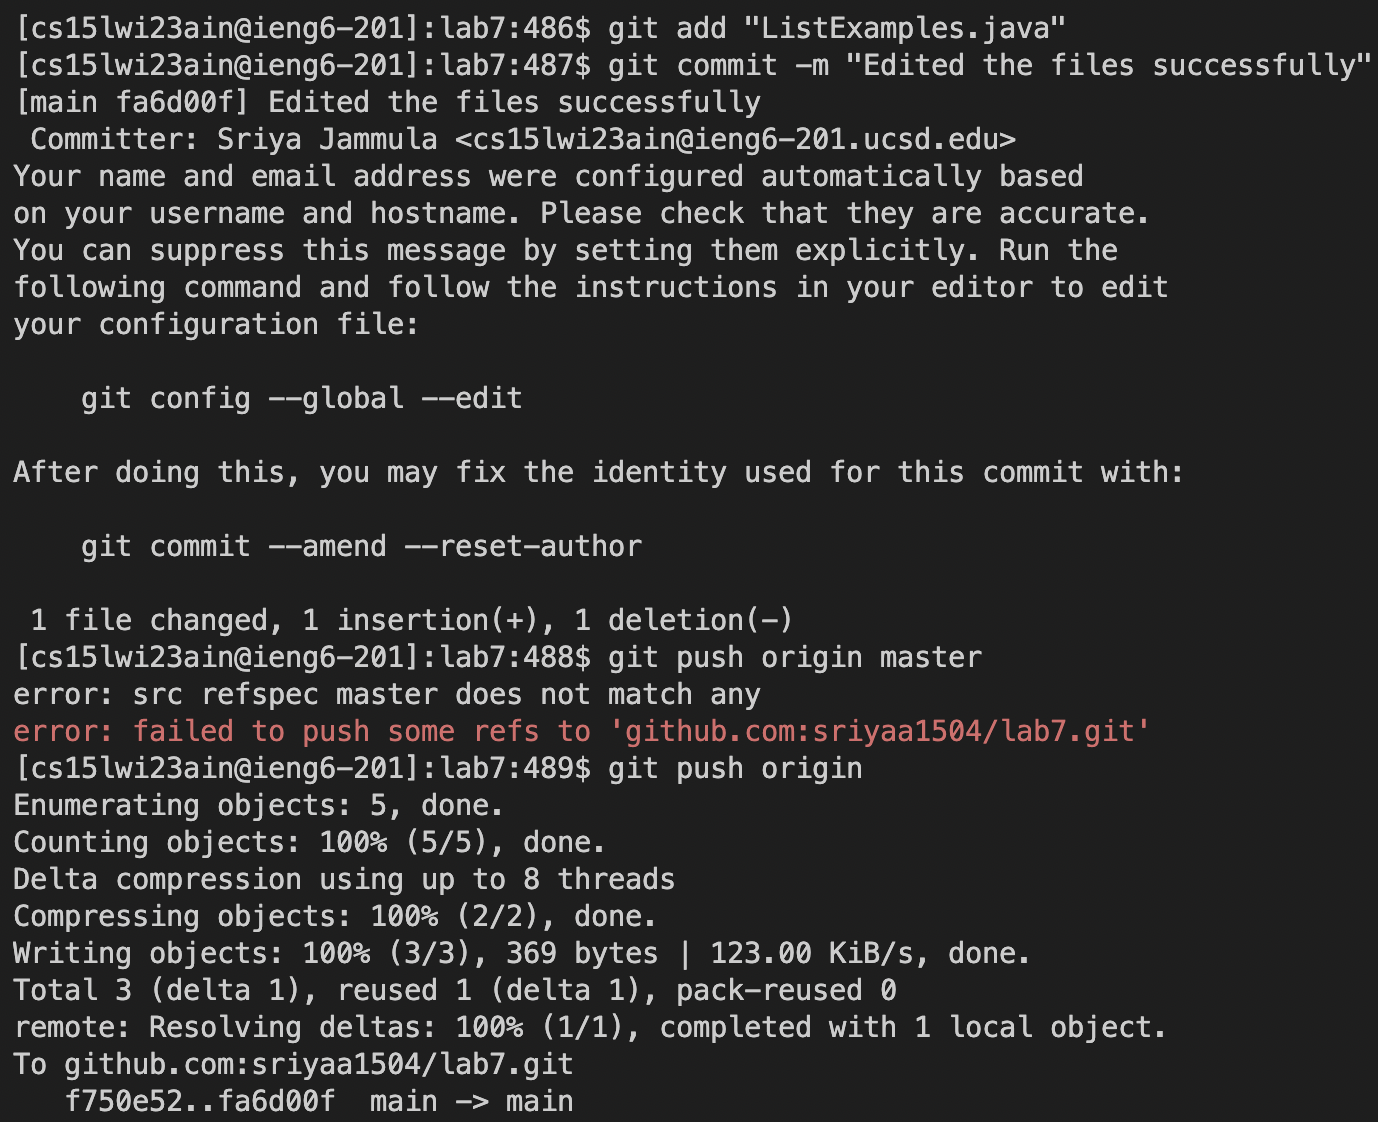 [cs15lwi23ain@ieng6-201]:lab7:486$ git add "ListExamples.java"
[cs15lwi23ain@ieng6-201]:lab7:487$ git commit -m "Edited the files successfully"
[main fa6d00f] Edited the files successfully
 Committer: Sriya Jammula <cs15lwi23ain@ieng6-201.ucsd.edu>
Your name and email address were configured automatically based
on your username and hostname. Please check that they are accurate.
You can suppress this message by setting them explicitly. Run the
following command and follow the instructions in your editor to edit
your configuration file:

    git config --global --edit

After doing this, you may fix the identity used for this commit with:

    git commit --amend --reset-author

 1 file changed, 1 insertion(+), 1 deletion(-)
[cs15lwi23ain@ieng6-201]:lab7:488$ git push origin master
error: src refspec master does not match any
error: failed to push some refs to 'github.com:sriyaa1504/lab7.git'
[cs15lwi23ain@ieng6-201]:lab7:489$ git push origin
Enumerating objects: 5, done.
Counting objects: 100% (5/5), done.
Delta compression using up to 8 threads
Compressing objects: 100% (2/2), done.
Writing objects: 100% (3/3), 369 bytes | 123.00 KiB/s, done.
Total 3 (delta 1), reused 1 (delta 1), pack-reused 0
remote: Resolving deltas: 100% (1/1), completed with 1 local object.
To github.com:sriyaa1504/lab7.git
   f750e52..fa6d00f  main -> main